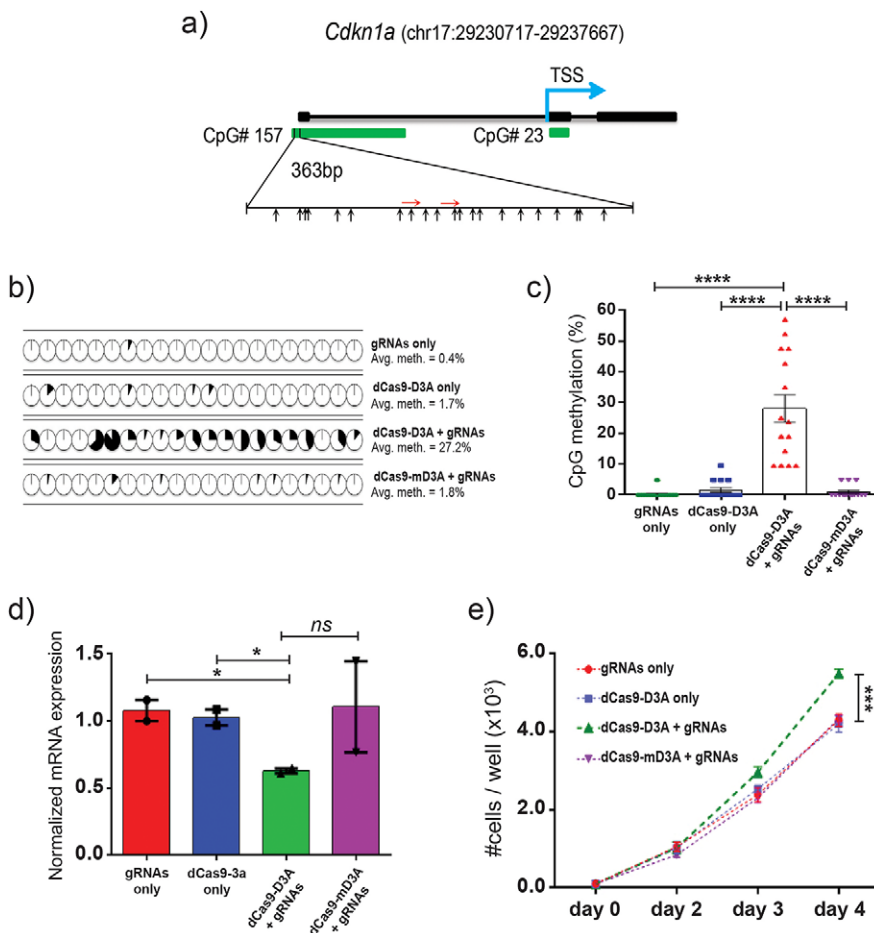 a)
Cdkn1a (chr17:29230717-29237667)
TSS
CpG# 157
CpG# 23
363bp
b)
gRNAs only
Avg. meth. = 0.4%
dCas9-D3A only
Avg. meth. = 1.7%
dCas9-D3A + gRNAs
Avg. meth. = 27.2%
dCas9-mD3A + gRNAs
Avg. meth. = 1.8%
c)
****
**** ****
CpG methylation (%)
60
50
40
30
20
10
0
gRNAs
only
dCas9-D3A
only
dCas9-D3A
+ gRNAs
dCas9-mD3A
+ gRNAs
d)
ns
*
*
Normalized mRNA expression
1.5
1.0
0.5
0.0
gRNAs
only
dCas9-3a
only
dCas9-D3A
+ gRNAs
dCas9-mD3A
+ gRNAs
e)
#cells / well (x10³)
6.0
4.0
2.0
0
gRNAs only
dCas9-D3A only
dCas9-D3A + gRNAs
dCas9-mD3A + gRNAs
***
day 0
day 2
day 3
day 4